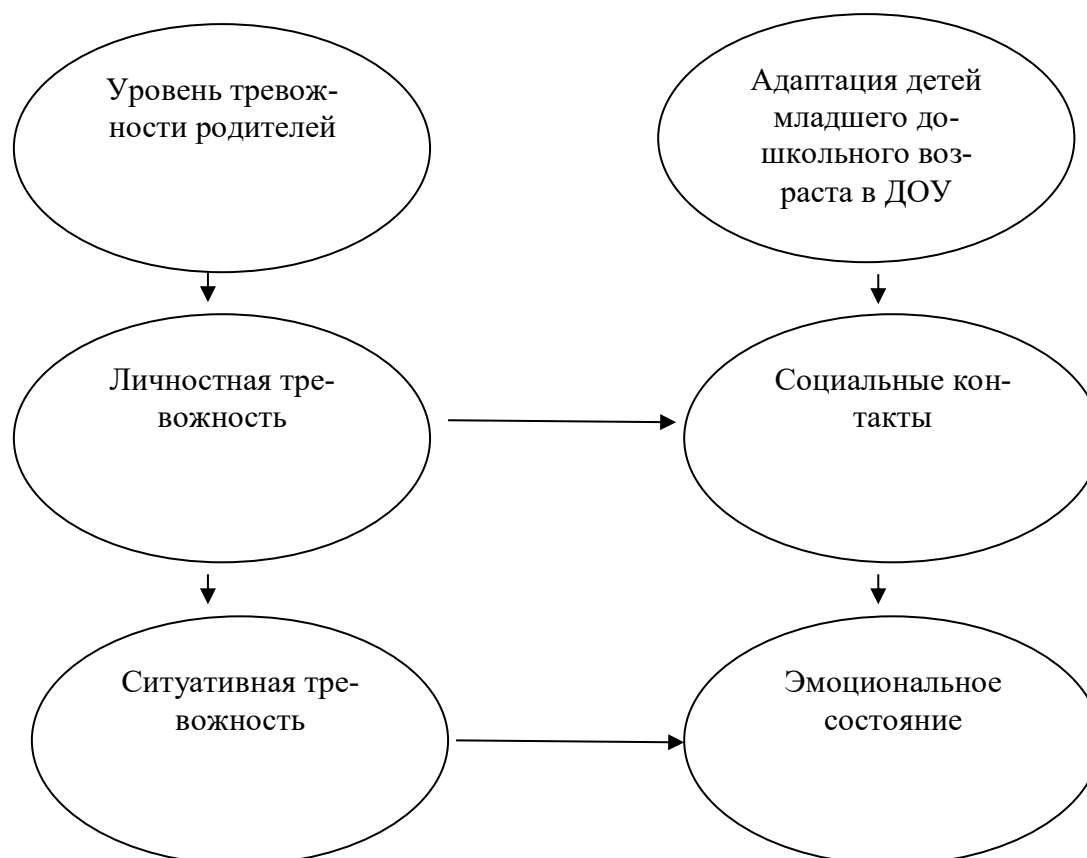 Уровень тревож-
ности родителей
Адаптация детей
младшего до-
школьного воз-
раста в ДОУ
Личностная тре-
вожность
Социальные кон-
такты
Ситуативная тре-
вожность
Эмоциональное
состояние